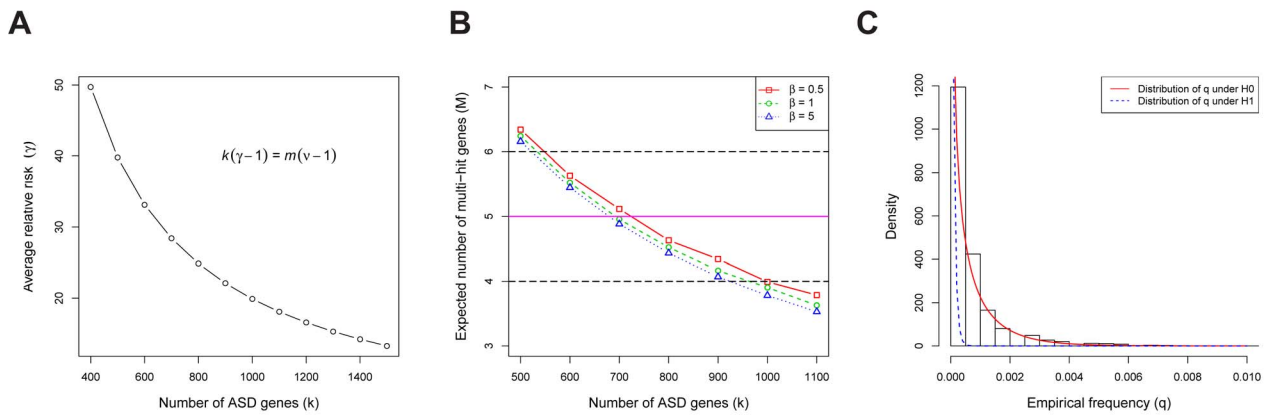 A
Average relative risk (γ)
50
40
30
20
k(γ−1) = m(ν−1)
400 600 800 1000 1200 1400
Number of ASD genes (k)
B
Expected number of multi-hit genes (M)
7
6
5
4
3
β = 0.5
β = 1
β = 5
500 600 700 800 900 1000 1100
Number of ASD genes (k)
C
Density
1200
1000
800
600
400
200
0
Distribution of q under H0
Distribution of q under H1
0.000 0.002 0.004 0.006 0.008 0.010
Empirical frequency (q)